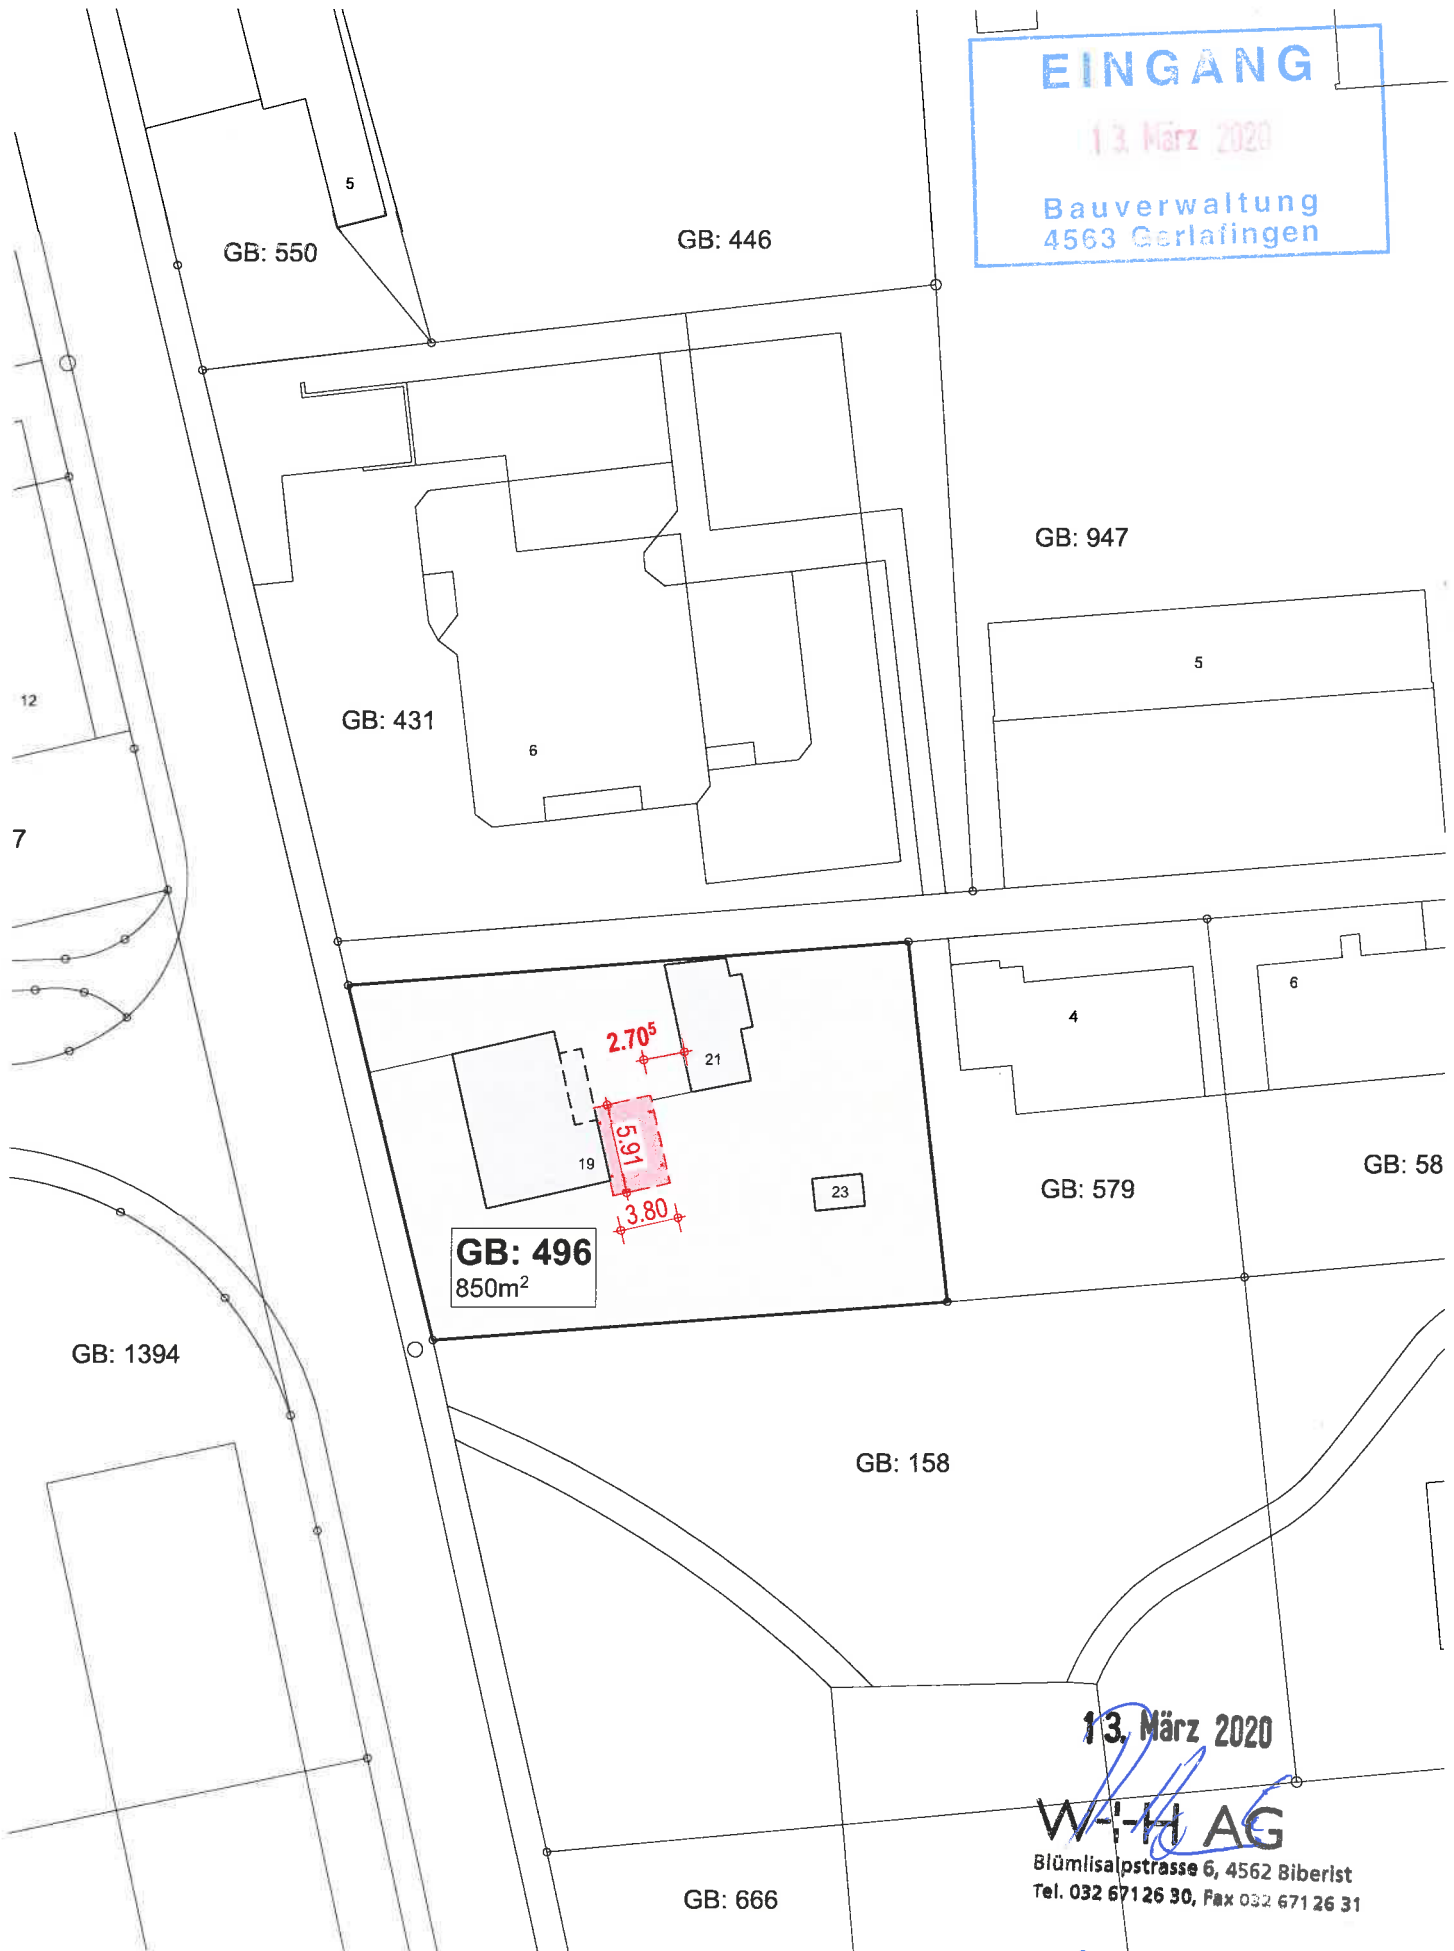 EINGANG
13. März 2020
Bauverwaltung
4563 Gerlafingen
5
GB: 550
GB: 446
GB: 947
5
12
GB: 431
6
7
6
4
2.70⁵
21
5.91
19
23
GB: 58
GB: 579
3.80
GB: 496
850m²
GB: 1394
GB: 158
13. März 2020
W+H AG
Blümlisalpstrasse 6, 4562 Biberist
Tel. 032 671 26 30, Fax 032 671 26 31
GB: 666